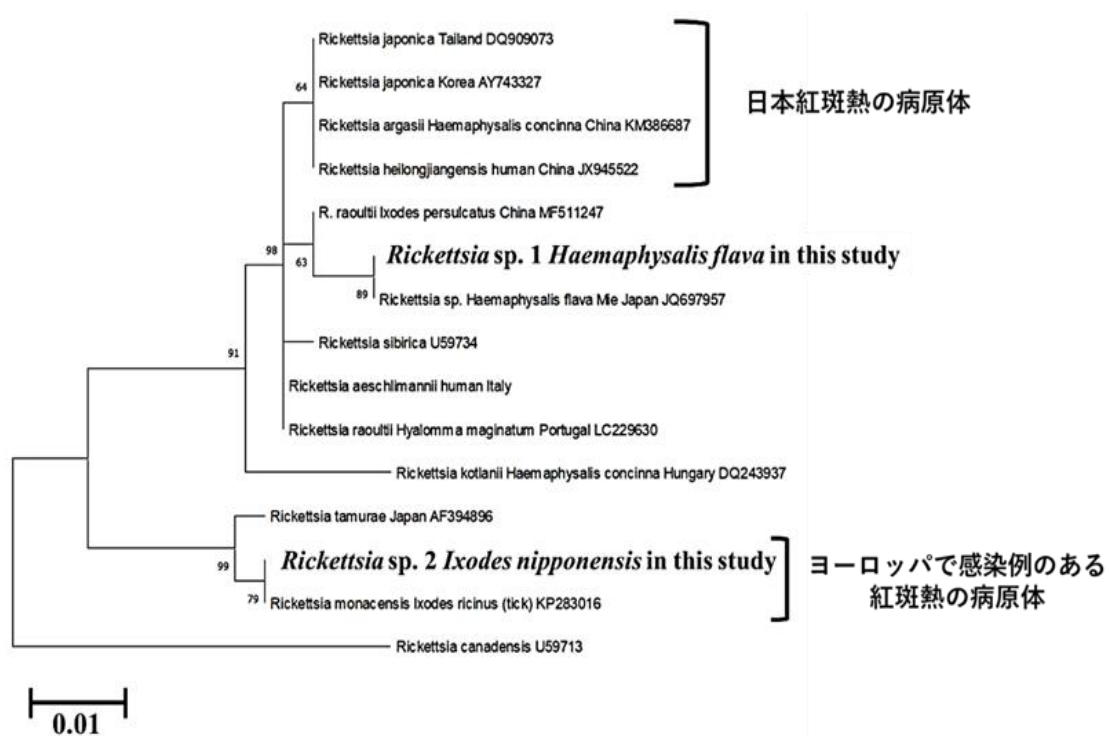 Rickettsia japonica Tailand DQ909073
64
Rickettsia japonica Korea AY743327
日本紅斑熱の病原体
Rickettsia argasii Haemaphysalis concinna China KM386687
Rickettsia heilongjiangensis human China JX945522
R. raoultii Ixodes persulcatus China MF511247
98
63
Rickettsia sp. 1 Haemaphysalis flava in this study
89
Rickettsia sp. Haemaphysalis flava Mie Japan JQ697957
Rickettsia sibirica U59734
91
Rickettsia aeschlimannii human Italy
Rickettsia raoultii Hyalomma maginatum Portugal LC229630
Rickettsia kotlanii Haemaphysalis concinna Hungary DQ243937
Rickettsia tamurae Japan AF394896
99
Rickettsia sp. 2 Ixodes nipponensis in this study
ヨーロッパで感染例のある
紅斑熱の病原体
79
Rickettsia monacensis Ixodes ricinus (tick) KP283016
Rickettsia canadensis U59713
0.01